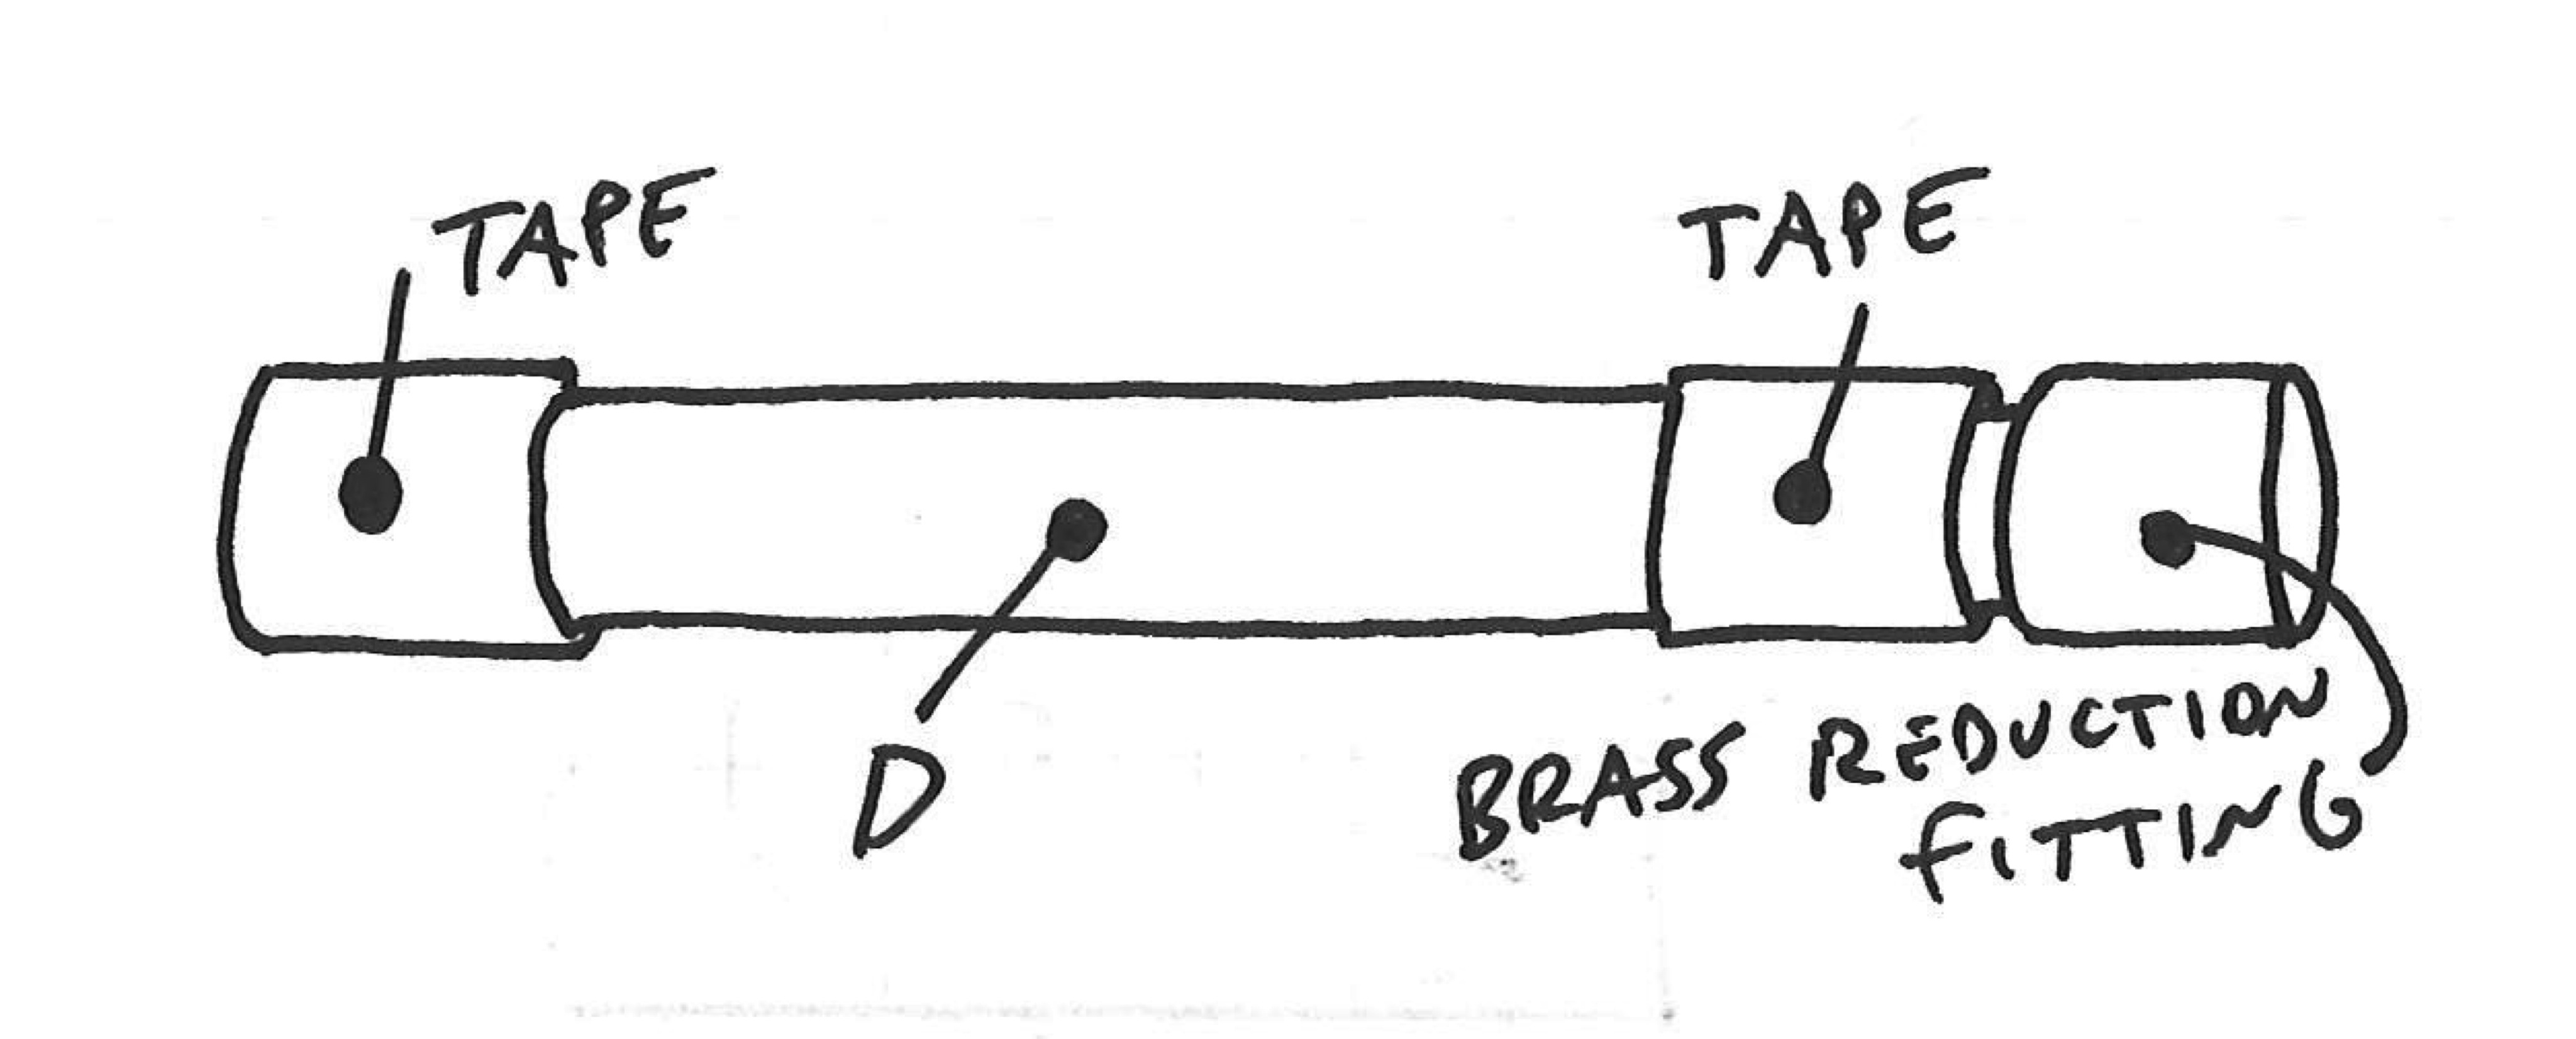 TAPE
TAPE
D
BRASS REDUCTION
FITTING